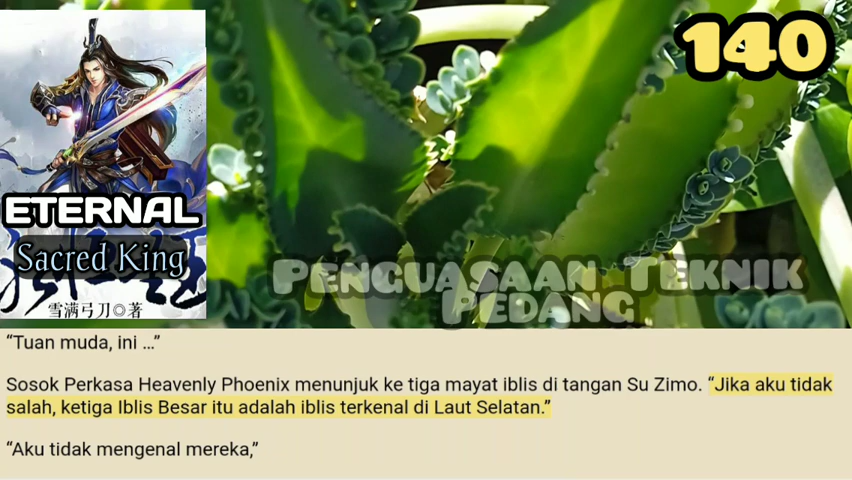 140
ETERNAL
Sacred King
雪满弓刀◎著
PENGUASAAN TEKNIK
PEDANG
“Tuan muda, ini ...”
Sosok Perkasa Heavenly Phoenix menunjuk ke tiga mayat iblis di tangan Su Zimo. “Jika aku tidak
salah, ketiga Iblis Besar itu adalah iblis terkenal di Laut Selatan.”
“Aku tidak mengenal mereka,”